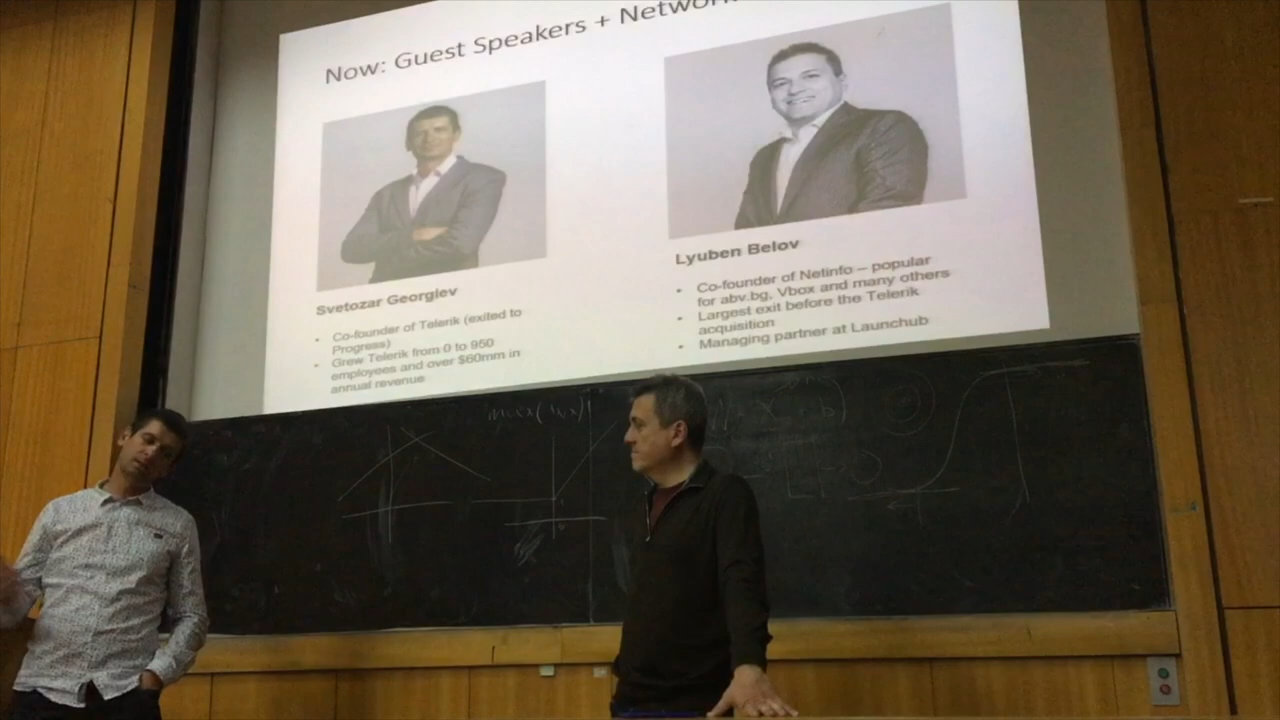 Now: Guest Speakers + Network
Svetozar Georgiev
• Co-founder of Telerik (exited to
Progress)
• Grew Telerik from 0 to 950
employees and over $60mm in
annual revenue
Lyuben Belov
• Co-founder of Netinfo – popular
for abv.bg, Vbox and many others
• Largest exit before the Telerik
acquisition
• Managing partner at Launchub